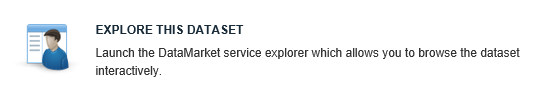 EXPLORE THIS DATASET
Launch the DataMarket service explorer which allows you to browse the dataset
interactively.